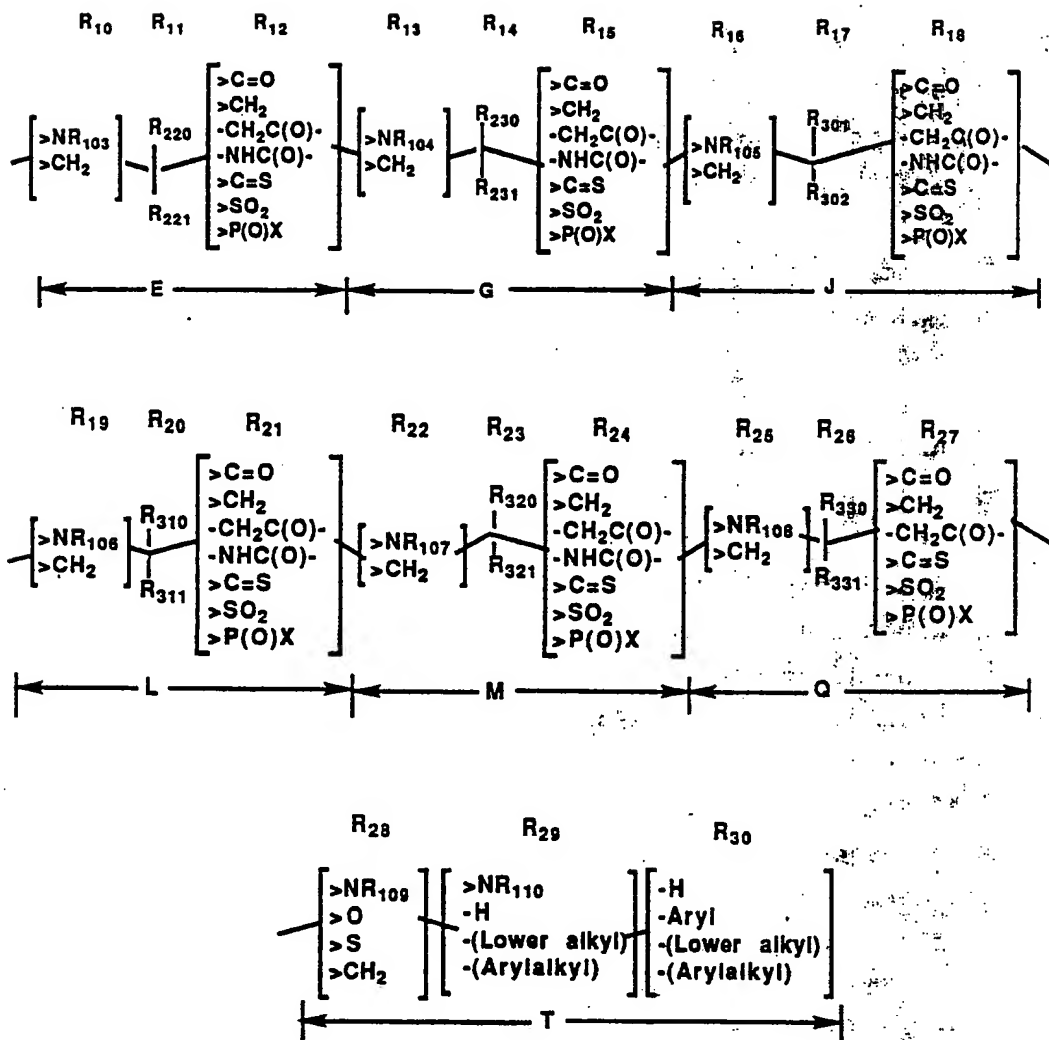 R10 R11 R12 R13 R14 R15 R16 R17 R18
>NR103
>CH2
R220
R221
>C=O
>CH2
-CH2C(O)-
-NHC(O)-
>C=S
>SO2
>P(O)X
>NR104
>CH2
R230
R231
>C=O
>CH2
-CH2C(O)-
-NHC(O)-
>C=S
>SO2
>P(O)X
>NR105
>CH2
R301
R302
>C=O
>CH2
-CH2C(O)-
-NHC(O)-
>C=S
>SO2
>P(O)X
E G J
R19 R20 R21 R22 R23 R24 R25 R26 R27
>NR106
>CH2
R310
R311
>C=O
>CH2
-CH2C(O)-
-NHC(O)-
>C=S
>SO2
>P(O)X
>NR107
>CH2
R320
R321
>C=O
>CH2
-CH2C(O)-
-NHC(O)-
>C=S
>SO2
>P(O)X
>NR108
>CH2
R330
R331
>C=O
>CH2
-CH2C(O)-
>C=S
>SO2
>P(O)X
L M Q
R28 R29 R30
>NR109
>O
>S
>CH2
>NR110
-H
-(Lower alkyl)
-(Arylalkyl)
-H
-Aryl
-(Lower alkyl)
-(Arylalkyl)
T